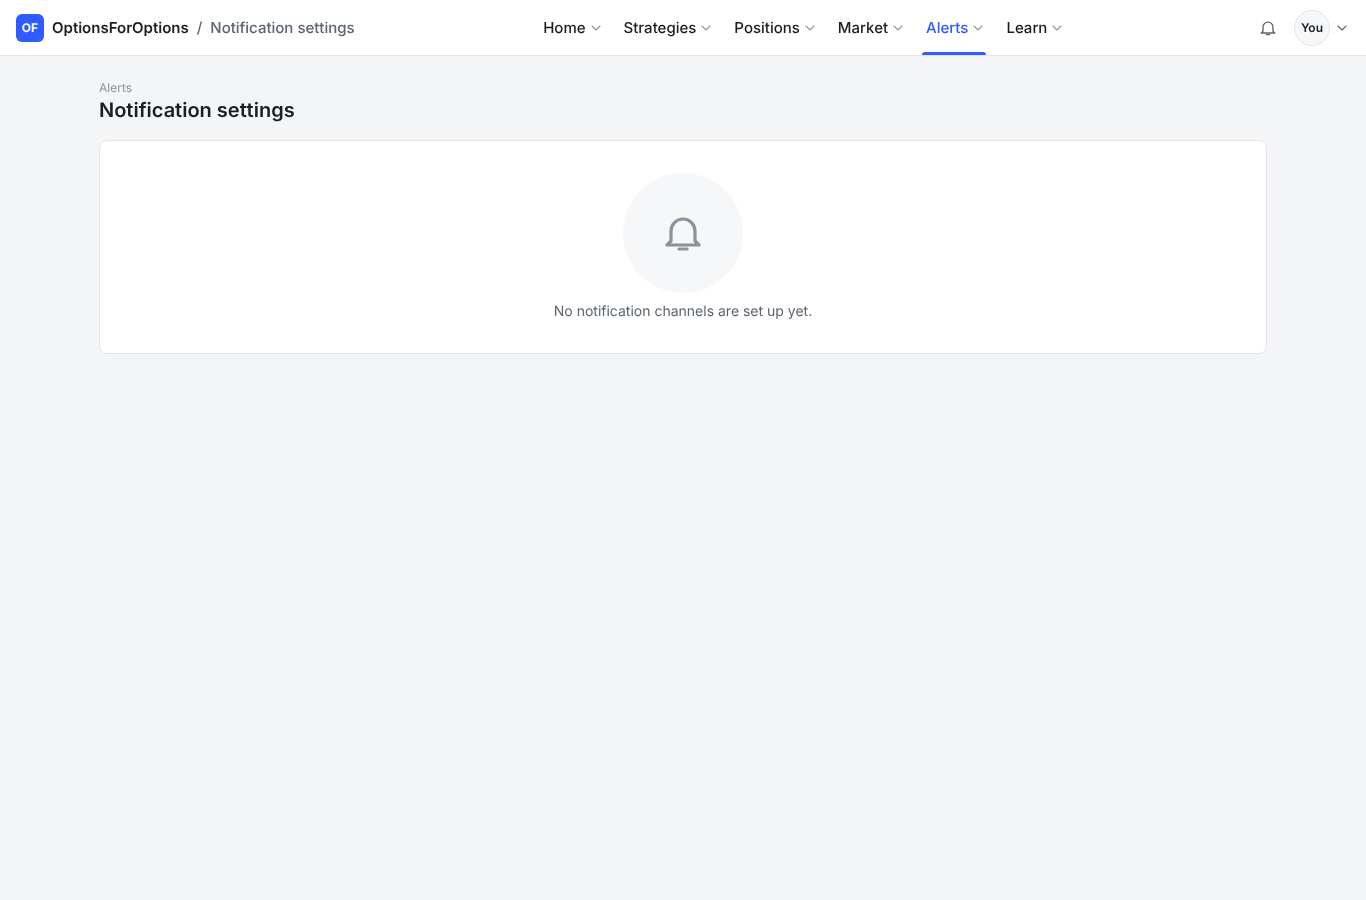 OF OptionsForOptions / Notification settings Home Strategies Positions Market Alerts Learn You
Alerts
Notification settings
No notification channels are set up yet.